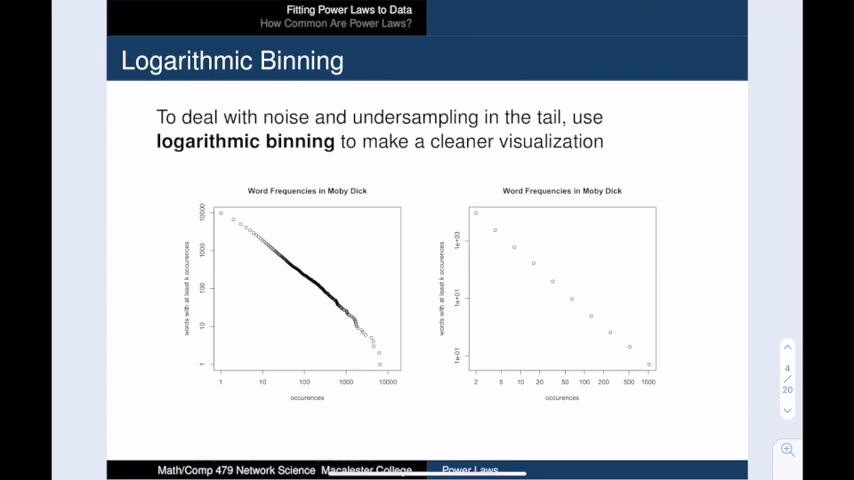 Fitting Power Laws to Data
How Common Are Power Laws?
Logarithmic Binning
To deal with noise and undersampling in the tail, use
logarithmic binning to make a cleaner visualization
Word Frequencies in Moby Dick
words with at least k occurences
10000
1000
100
10
1
1 10 100 1000 10000
occurences
Word Frequencies in Moby Dick
words with at least k occurences
1e+03
1e+01
1e-01
2 5 10 20 50 100 200 500 1000
occurences
4
/
20
Math/Comp 479 Network Science Macalester College Power Laws